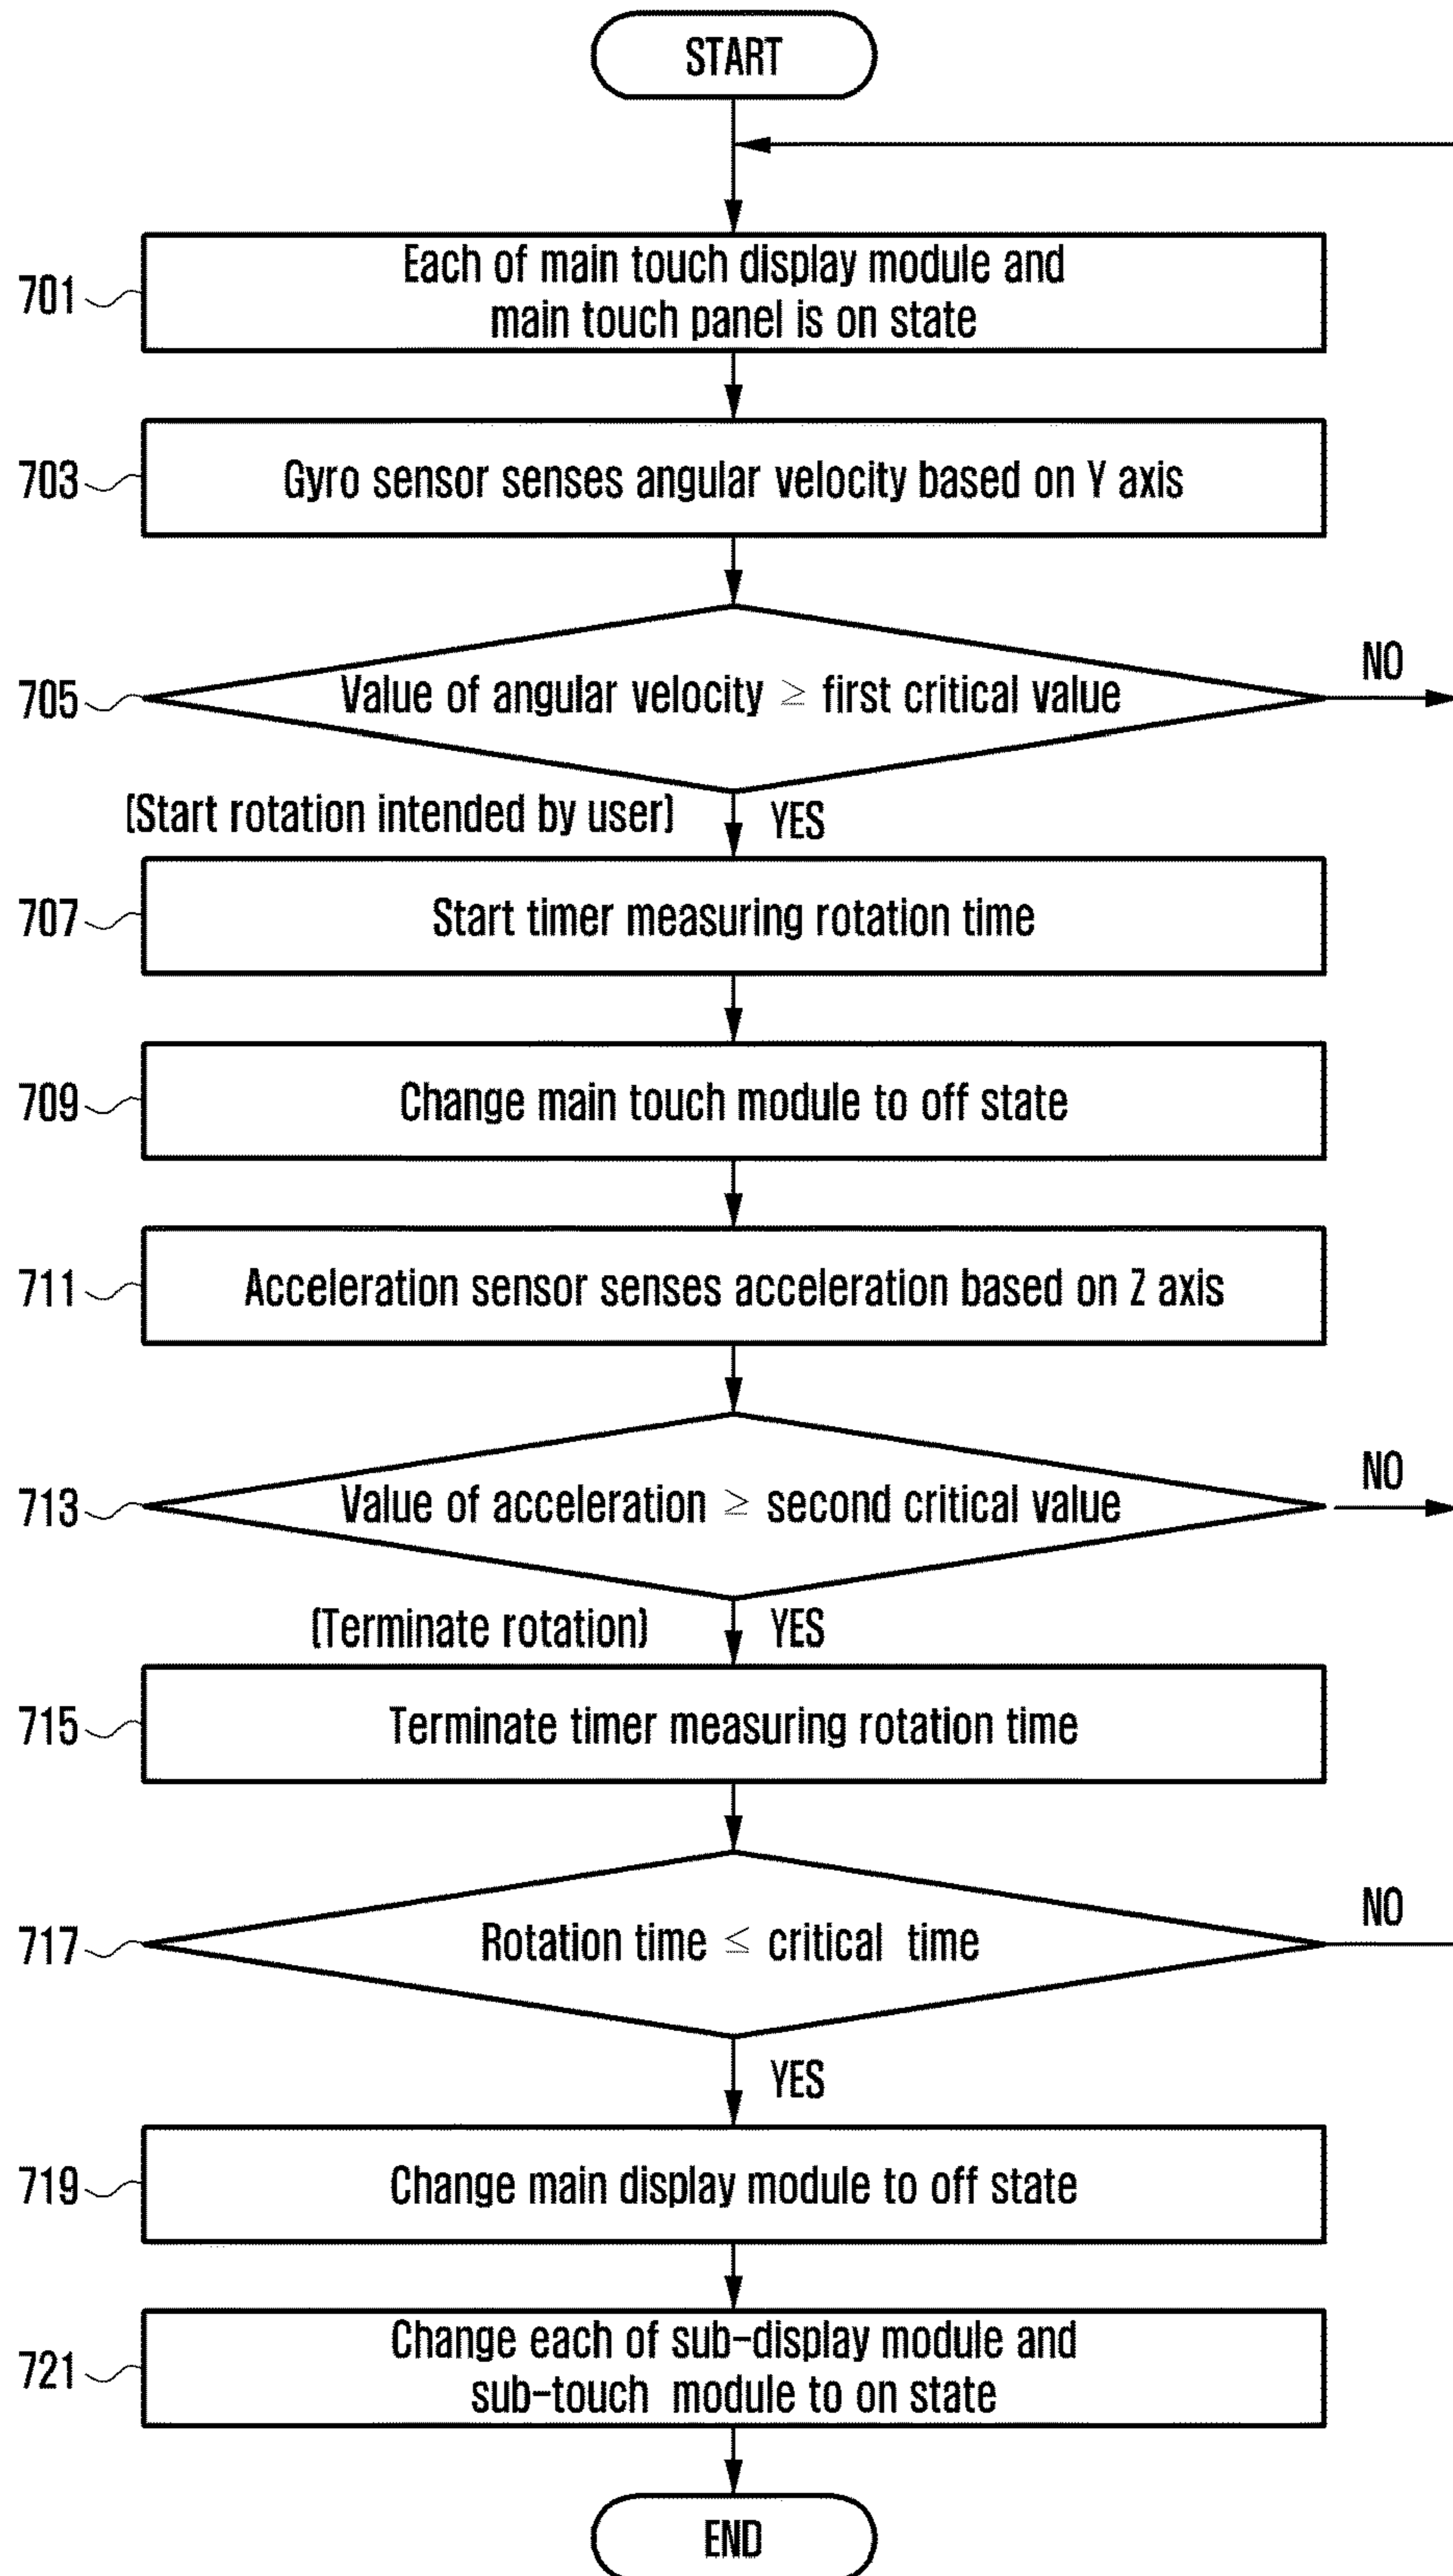 START
701
Each of main touch display module and
main touch panel is on state
703
Gyro sensor senses angular velocity based on Y axis
705
Value of angular velocity ≥ first critical value
NO
(Start rotation intended by user)
YES
707
Start timer measuring rotation time
709
Change main touch module to off state
711
Acceleration sensor senses acceleration based on Z axis
713
Value of acceleration ≥ second critical value
NO
(Terminate rotation)
YES
715
Terminate timer measuring rotation time
717
Rotation time ≤ critical time
NO
YES
719
Change main display module to off state
721
Change each of sub-display module and
sub-touch module to on state
END